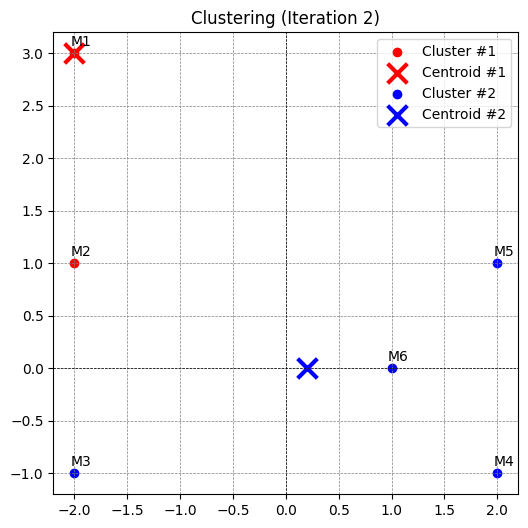 Clustering (Iteration 2)
M1
M2
M3
M4
M5
M6
Cluster #1
Centroid #1
Cluster #2
Centroid #2
3.0
2.5
2.0
1.5
1.0
0.5
0.0
−0.5
−1.0
−2.0 −1.5 −1.0 −0.5 0.0 0.5 1.0 1.5 2.0